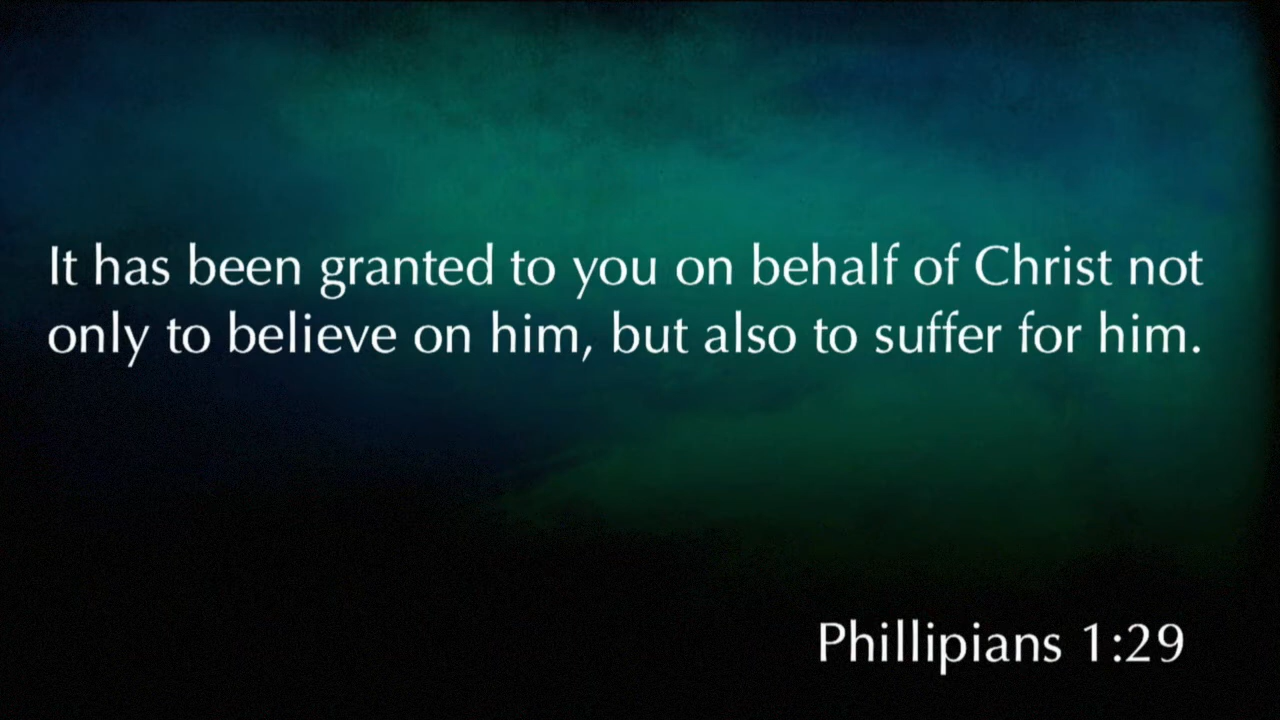 It has been granted to you on behalf of Christ not
only to believe on him, but also to suffer for him.
Phillipians 1:29